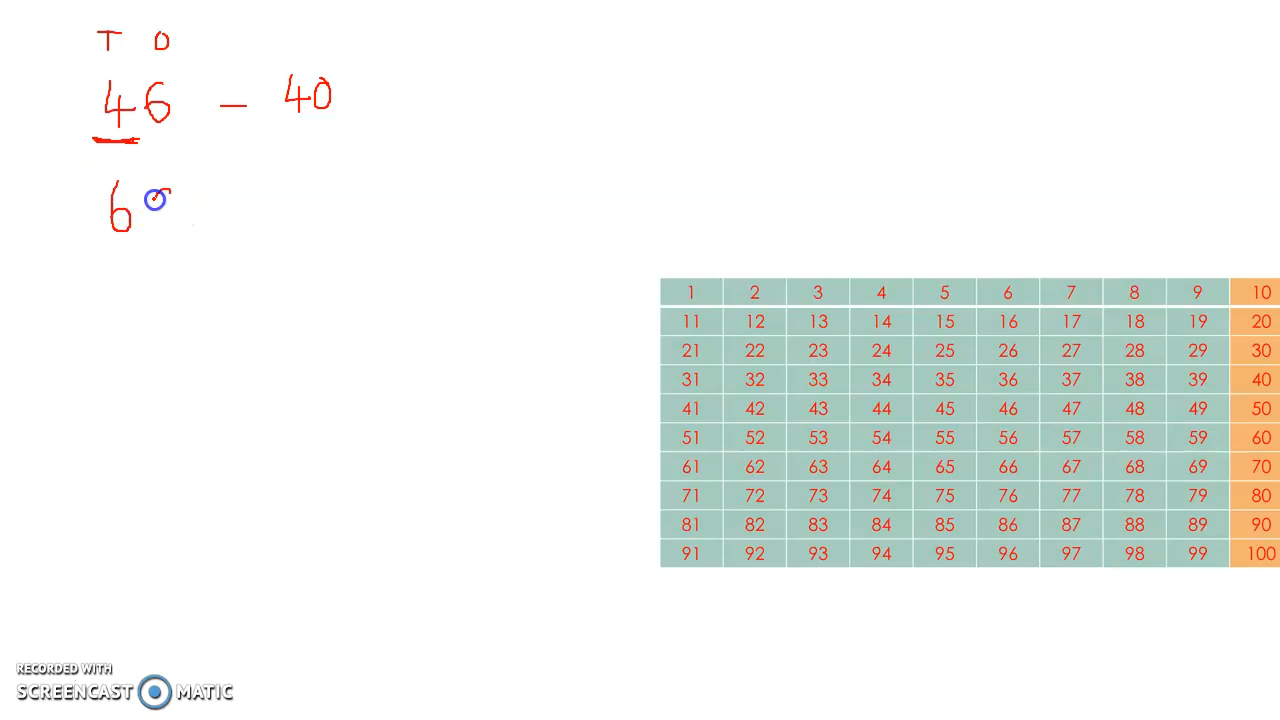 T O
46 - 40
6
1 2 3 4 5 6 7 8 9 10
11 12 13 14 15 16 17 18 19 20
21 22 23 24 25 26 27 28 29 30
31 32 33 34 35 36 37 38 39 40
41 42 43 44 45 46 47 48 49 50
51 52 53 54 55 56 57 58 59 60
61 62 63 64 65 66 67 68 69 70
71 72 73 74 75 76 77 78 79 80
81 82 83 84 85 86 87 88 89 90
91 92 93 94 95 96 97 98 99 100
RECORDED WITH
SCREENCAST MATIC